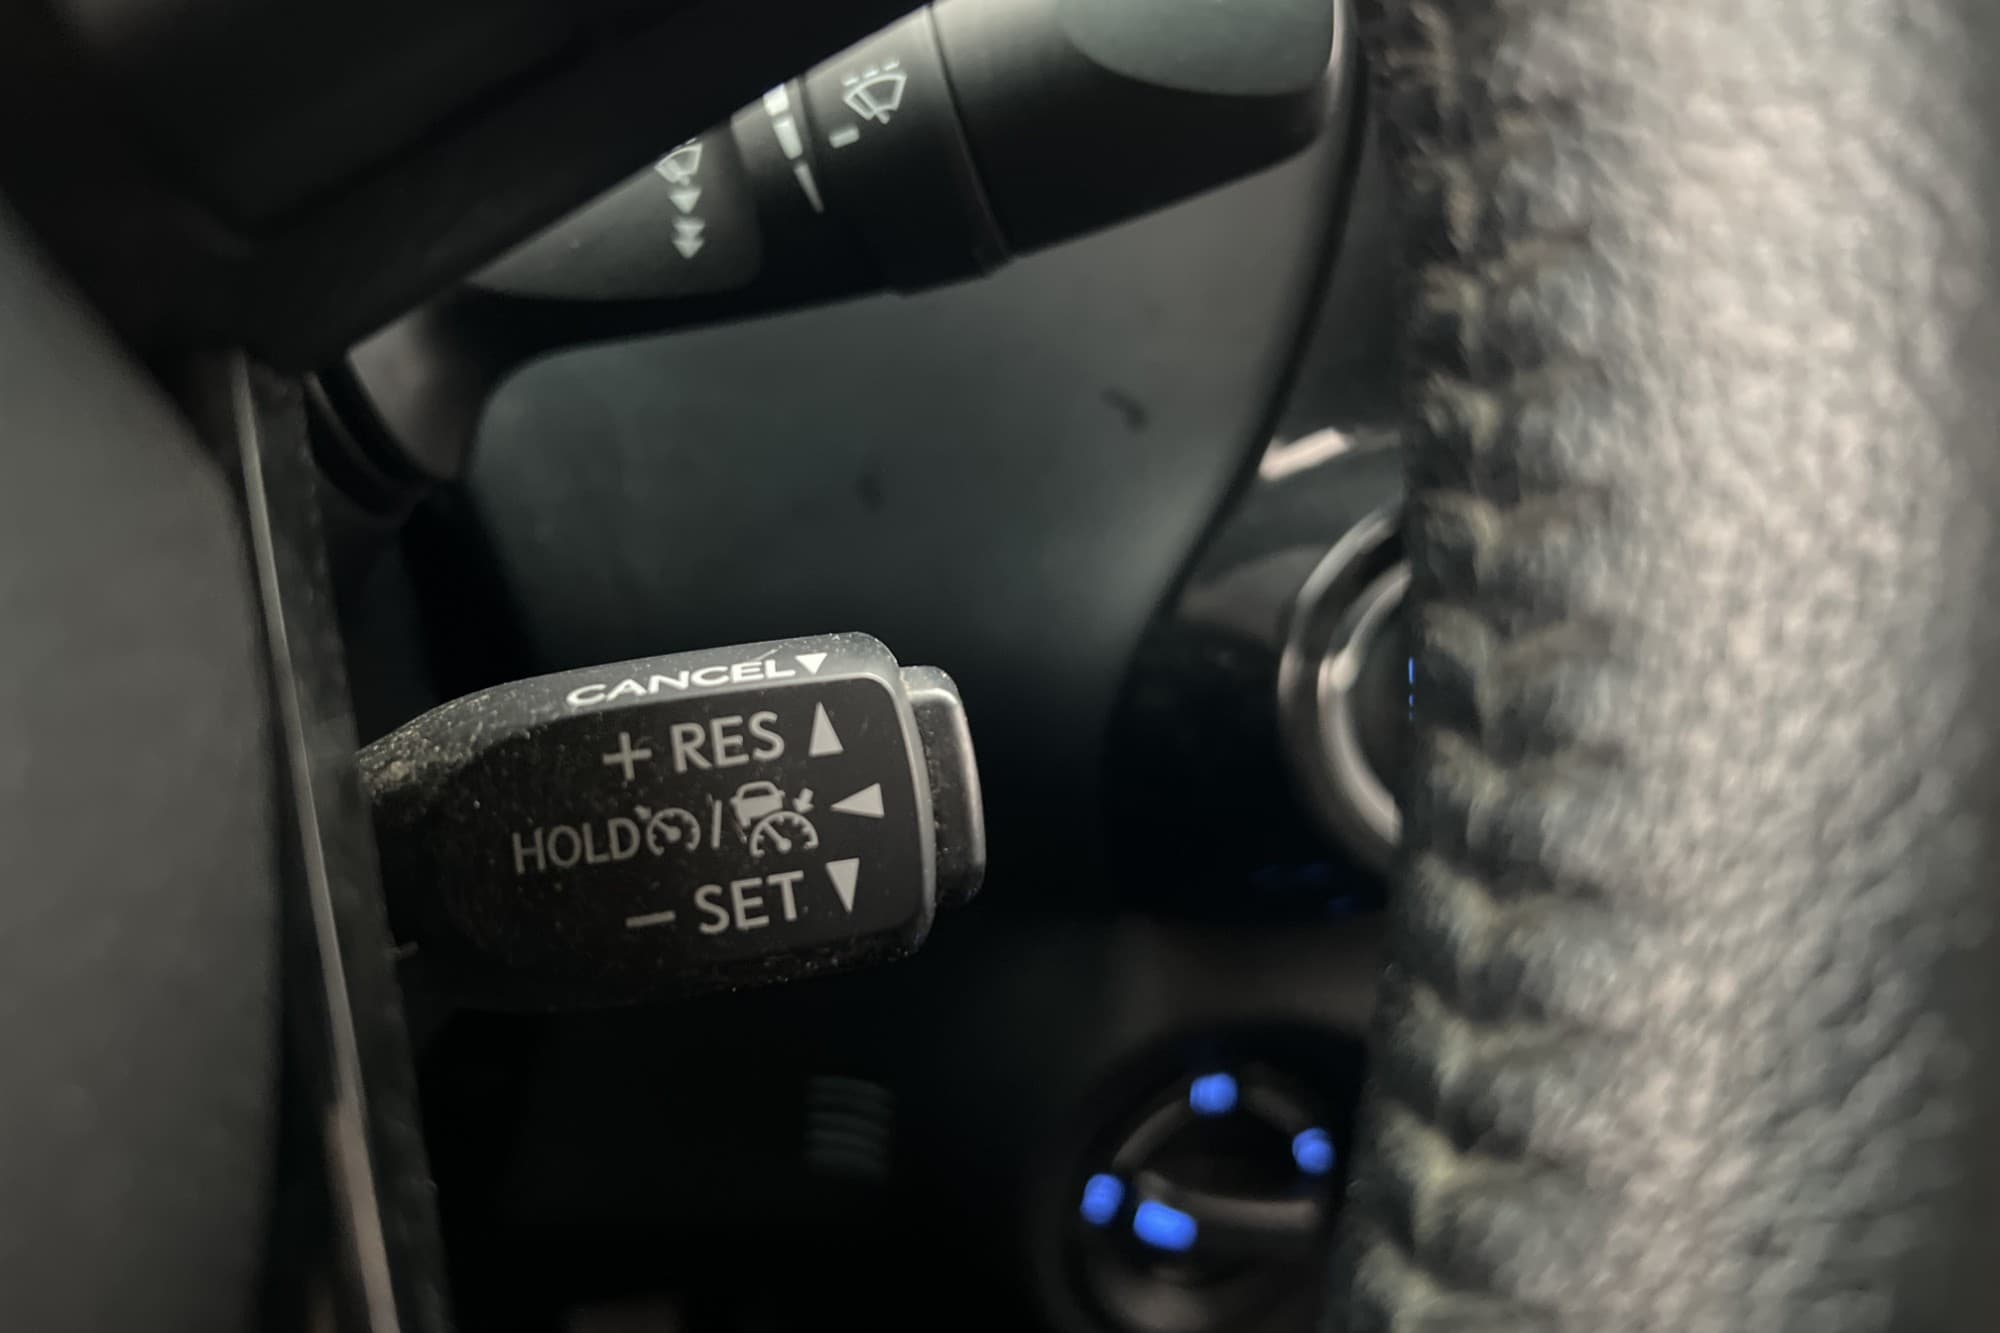 CANCEL▼
+ RES ▲
HOLD / ◀
− SET ▼